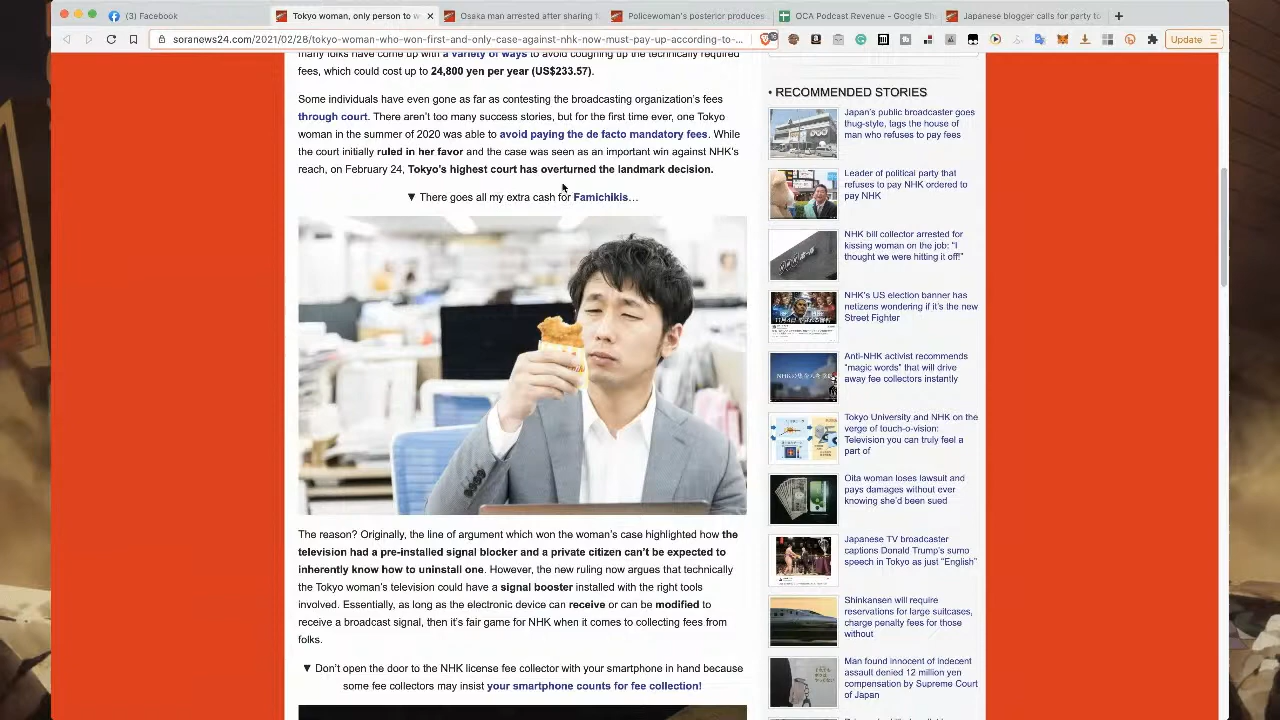 Facebook
Tokyo woman, only person to w
Osaka man arrested after sharing f
Policewoman's posterior produces
OCA Podcast Revenue - Google She
Japanese blogger calls for party to
soranews24.com/2021/02/28/tokyo-woman-who-won-first-and-only-case-against-nhk-now-must-pay-up-according-to-...
Update
many folks have come up with a variety of ways to avoid coughing up the technically required
fees, which could cost up to 24,800 yen per year (US$233.57).
Some individuals have even gone as far as contesting the broadcasting organization's fees
through court. There aren't too many success stories, but for the first time ever, one Tokyo
woman in the summer of 2020 was able to avoid paying the de facto mandatory fees. While
the court initially ruled in her favor and the case was seen as an important win against NHK's
reach, on February 24, Tokyo's highest court has overturned the landmark decision.
▼ There goes all my extra cash for Famichikis…
The reason? Originally, the line of argument which won the woman's case highlighted how the
television had a pre-installed signal blocker and a private citizen can't be expected to
inherently know how to uninstall one. However, the new ruling now argues that technically
the Tokyo woman's television could have a signal booster installed with the right tools
involved. Essentially, as long as the electronic device can receive or can be modified to
receive a broadcast signal, then it's fair game for NHK when it comes to collecting fees from
folks.
▼ Don't open the door to the NHK license fee collector with your smartphone in hand because
some fee collectors may insist your smartphone counts for fee collection!
• RECOMMENDED STORIES
Japan's public broadcaster goes
thug-style, tags the house of
man who refuses to pay fees
Leader of political party that
refuses to pay NHK ordered to
pay NHK
NHK bill collector arrested for
kissing woman on the job: "I
thought we were hitting it off!"
NHK's US election banner has
netizens wondering if it's the new
Street Fighter
Anti-NHK activist recommends
"magic words" that will drive
away fee collectors instantly
Tokyo University and NHK on the
verge of touch-o-vision:
Television you can truly feel a
part of
Oita woman loses lawsuit and
pays damages without ever
knowing she'd been sued
Japanese TV broadcaster
captions Donald Trump's sumo
speech in Tokyo as just "English"
Shinkansen will require
reservations for large suitcases,
charge penalty fees for those
without
Man found innocent of indecent
assault denied 12 million yen
compensation by Supreme Court
of Japan